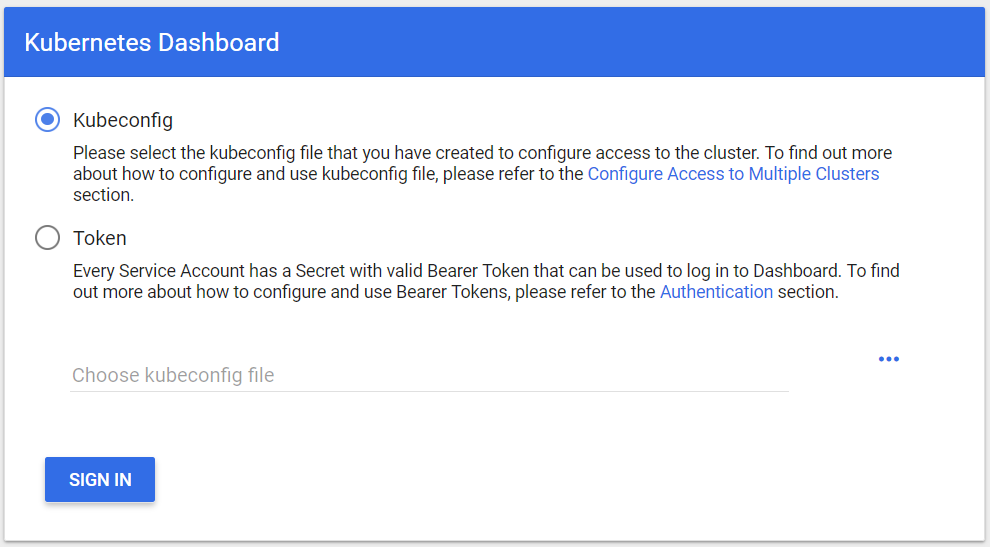 Kubernetes Dashboard
Kubeconfig
Please select the kubeconfig file that you have created to configure access to the cluster. To find out more
about how to configure and use kubeconfig file, please refer to the Configure Access to Multiple Clusters
section.
Token
Every Service Account has a Secret with valid Bearer Token that can be used to log in to Dashboard. To find
out more about how to configure and use Bearer Tokens, please refer to the Authentication section.
Choose kubeconfig file
SIGN IN